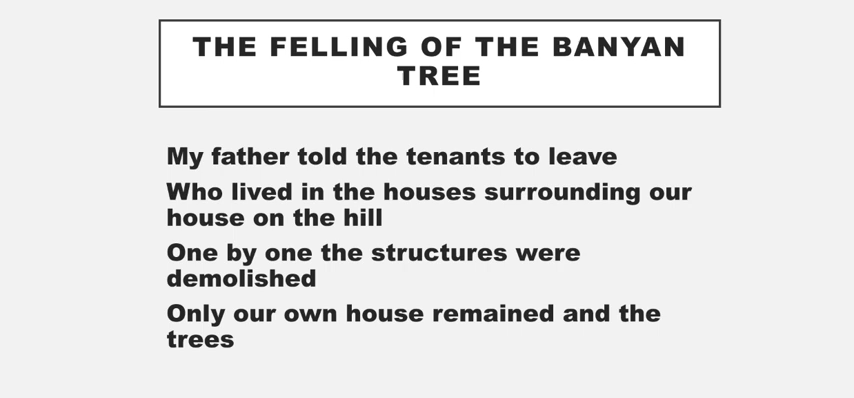 THE FELLING OF THE BANYAN
TREE
My father told the tenants to leave
Who lived in the houses surrounding our
house on the hill
One by one the structures were
demolished
Only our own house remained and the
trees